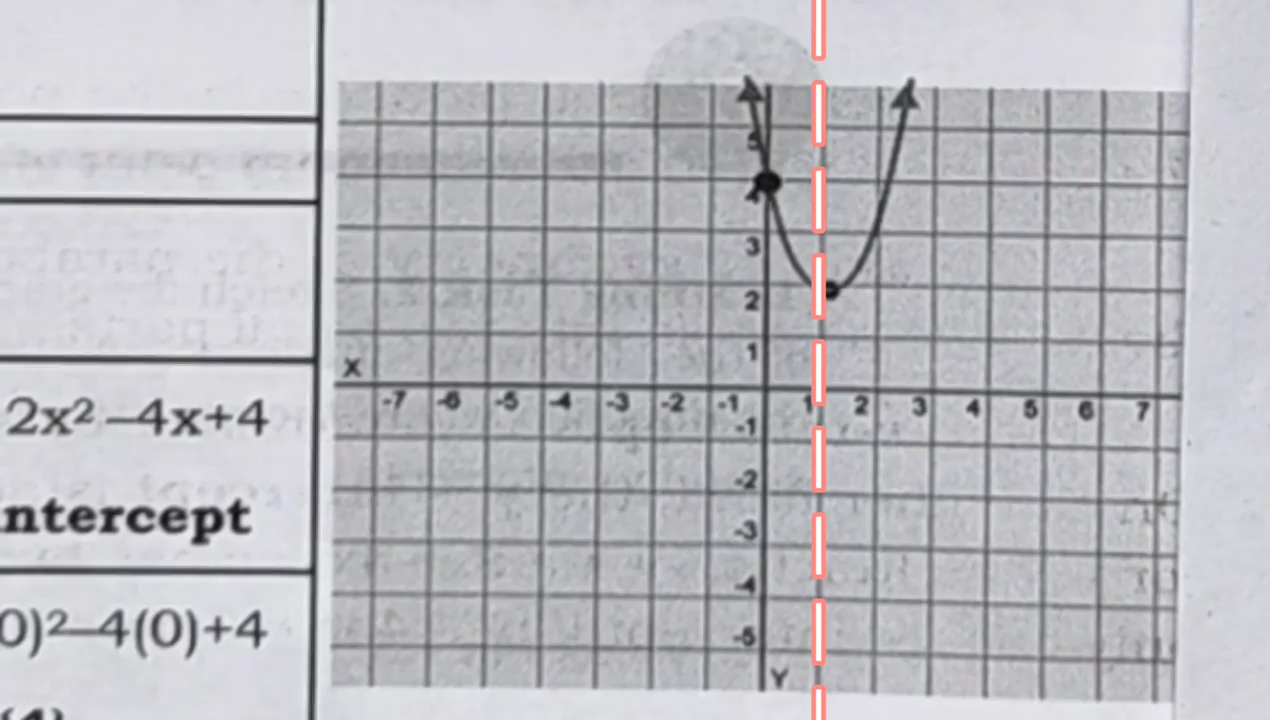 5
4
3
2
1
X
-7 -6 -5 -4 -3 -2 -1 1 2 3 4 5 6 7
-1
-2
-3
-4
-5
Y
2x² –4x+4
ntercept
0)²–4(0)+4